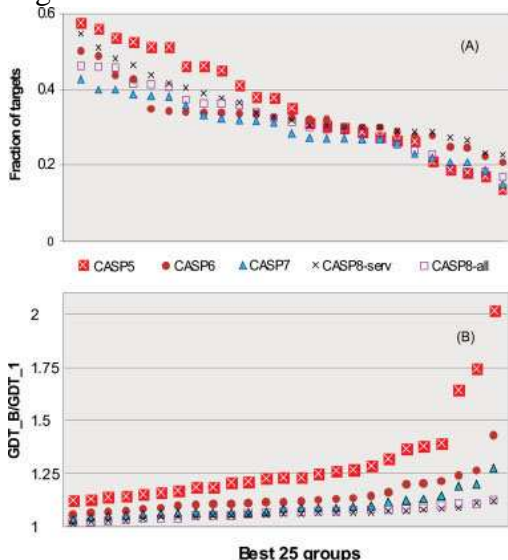 0.6
(A)
0.4
Fraction of targets
0.2
0
CASP5 CASP6 CASP7 CASP8-serv CASP8-all
2
(B)
1.75
GDT_B/GDT_1
1.5
1.25
1
Best 25 groups